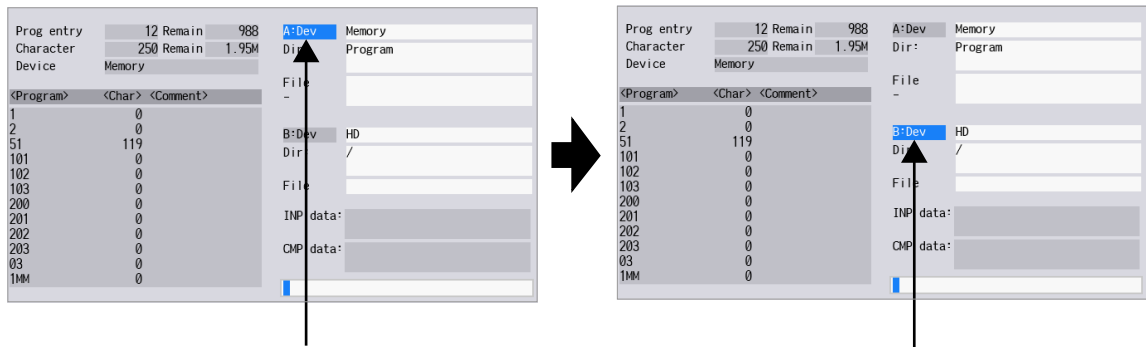 Prog entry 12 Remain 988
Character 250 Remain 1.95M
Device Memory
<Program> <Char> <Comment>
1 0
2 0
51 119
101 0
102 0
103 0
200 0
201 0
202 0
203 0
03 0
1MM 0
A:Dev Memory
Dir: Program
File
-
B:Dev HD
Dir /
File
INP data:
CMP data:
Prog entry 12 Remain 988
Character 250 Remain 1.95M
Device Memory
<Program> <Char> <Comment>
1 0
2 0
51 119
101 0
102 0
103 0
200 0
201 0
202 0
203 0
03 0
1MM 0
A:Dev Memory
Dir: Program
File
-
B:Dev HD
Dir /
File
INP data:
CMP data: